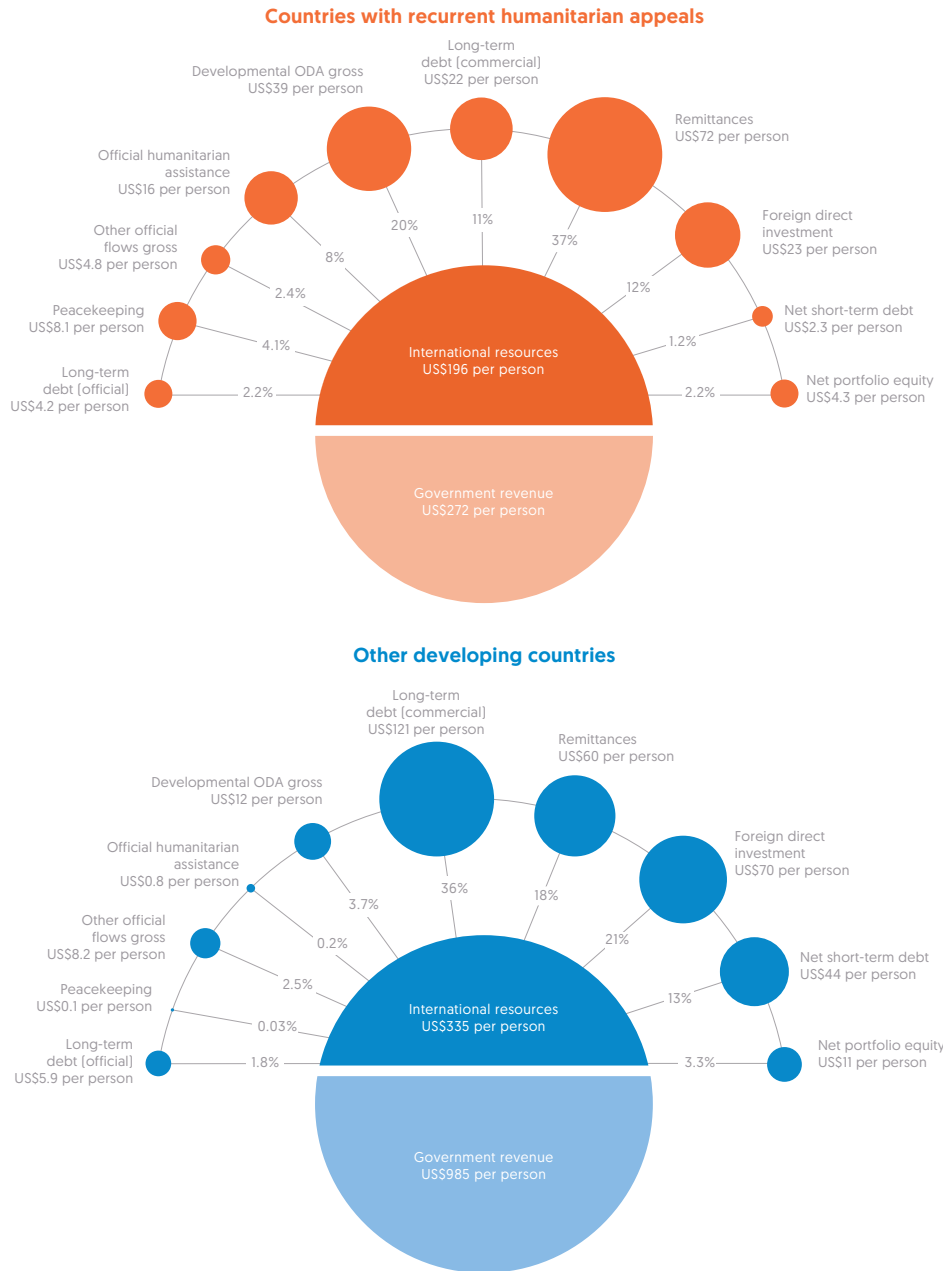 Countries with recurrent humanitarian appeals
Long-term
debt (commercial)
US$22 per person
Developmental ODA gross
US$39 per person
Remittances
US$72 per person
Official humanitarian
assistance
US$16 per person
Foreign direct
investment
US$23 per person
Other official
flows gross
US$4.8 per person
Peacekeeping
US$8.1 per person
Net short-term debt
US$2.3 per person
Long-term
debt (official)
US$4.2 per person
Net portfolio equity
US$4.3 per person
20%
11%
37%
8%
12%
2.4%
4.1%
1.2%
2.2%
2.2%
International resources
US$196 per person
Government revenue
US$272 per person
Other developing countries
Long-term
debt (commercial)
US$121 per person
Remittances
US$60 per person
Developmental ODA gross
US$12 per person
Foreign direct
investment
US$70 per person
Official humanitarian
assistance
US$0.8 per person
Other official
flows gross
US$8.2 per person
Net short-term debt
US$44 per person
Peacekeeping
US$0.1 per person
Long-term
debt (official)
US$5.9 per person
Net portfolio equity
US$11 per person
36%
18%
3.7%
21%
0.2%
2.5%
13%
0.03%
1.8%
3.3%
International resources
US$335 per person
Government revenue
US$985 per person